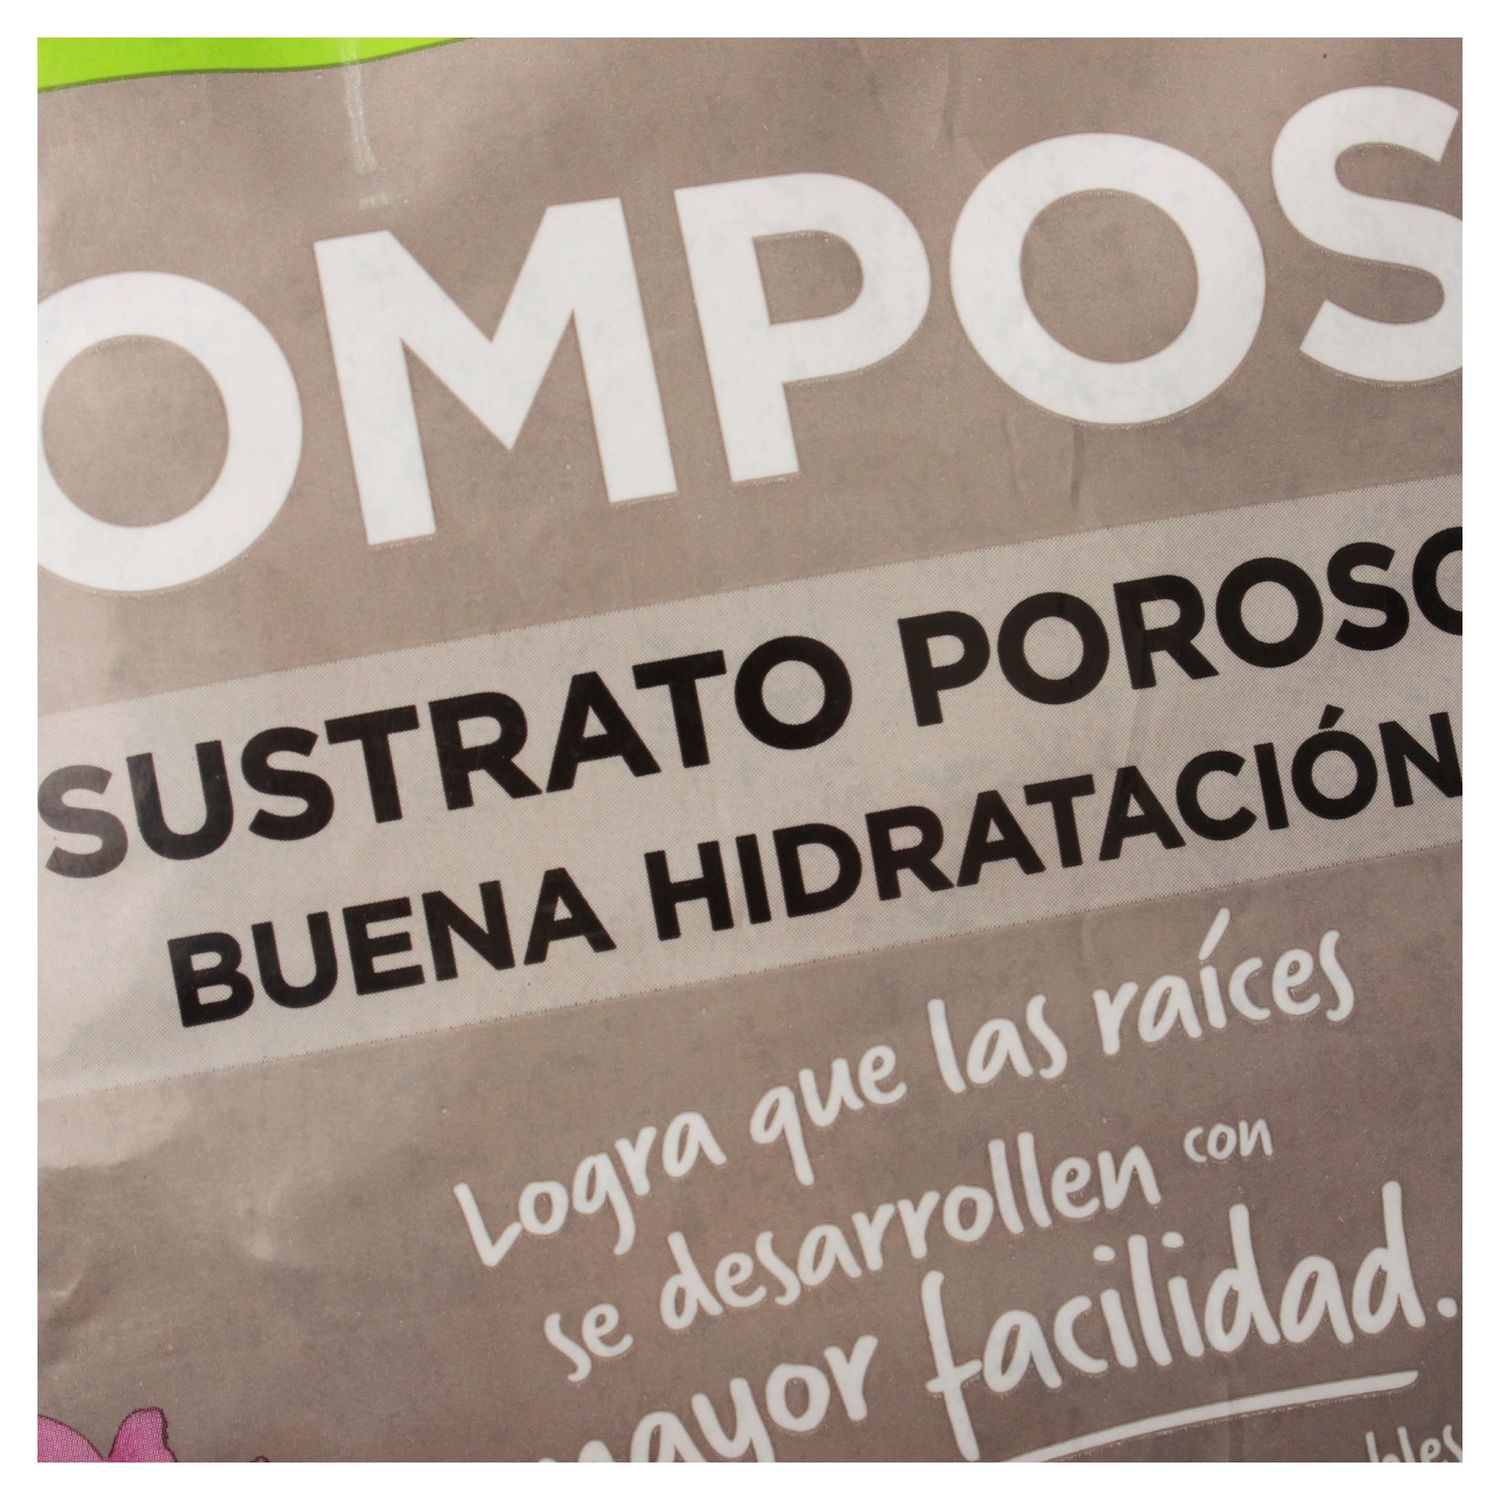 OMPOS
SUSTRATO POROSO
BUENA HIDRATACIÓN
Logra que las raíces
se desarrollen con
mayor facilidad.